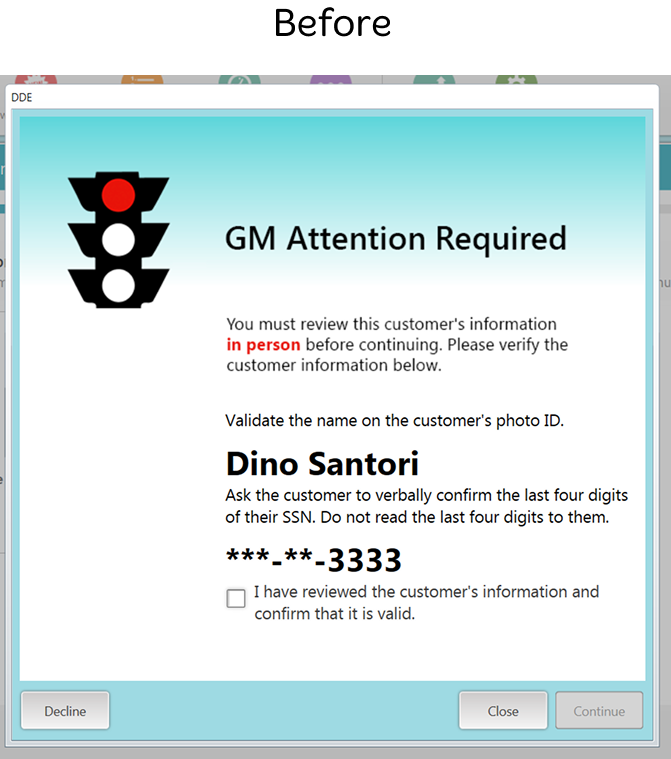 Before
DDE
GM Attention Required
You must review this customer's information
in person before continuing. Please verify the
customer information below.
Validate the name on the customer's photo ID.
Dino Santori
Ask the customer to verbally confirm the last four digits
of their SSN. Do not read the last four digits to them.
***-**-3333
I have reviewed the customer's information and
confirm that it is valid.
Decline
Close
Continue